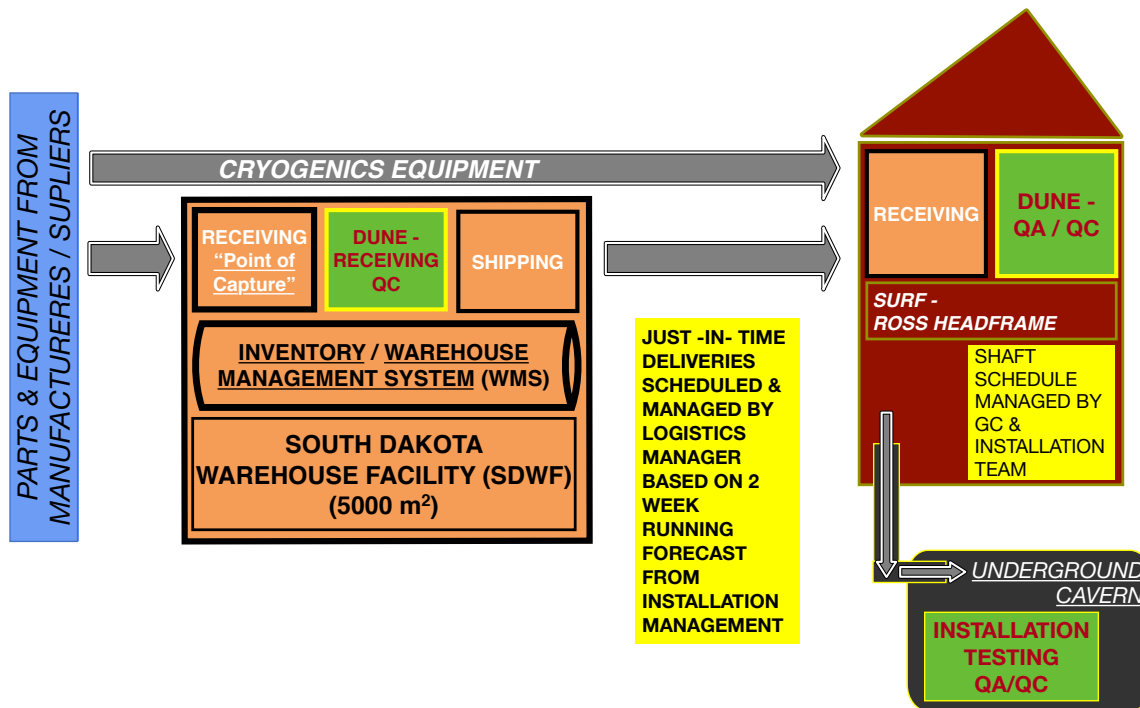 PARTS & EQUIPMENT FROM
MANUFACTURERES / SUPLIERS
CRYOGENICS EQUIPMENT
RECEIVING
“Point of
Capture”
DUNE -
RECEIVING
QC
SHIPPING
INVENTORY / WAREHOUSE
MANAGEMENT SYSTEM (WMS)
SOUTH DAKOTA
WAREHOUSE FACILITY (SDWF)
(5000 m²)
JUST -IN- TIME
DELIVERIES
SCHEDULED &
MANAGED BY
LOGISTICS
MANAGER
BASED ON 2
WEEK
RUNNING
FORECAST
FROM
INSTALLATION
MANAGEMENT
RECEIVING
DUNE -
QA / QC
SURF -
ROSS HEADFRAME
SHAFT
SCHEDULE
MANAGED BY
GC &
INSTALLATION
TEAM
UNDERGROUND
CAVERN
INSTALLATION
TESTING
QA/QC